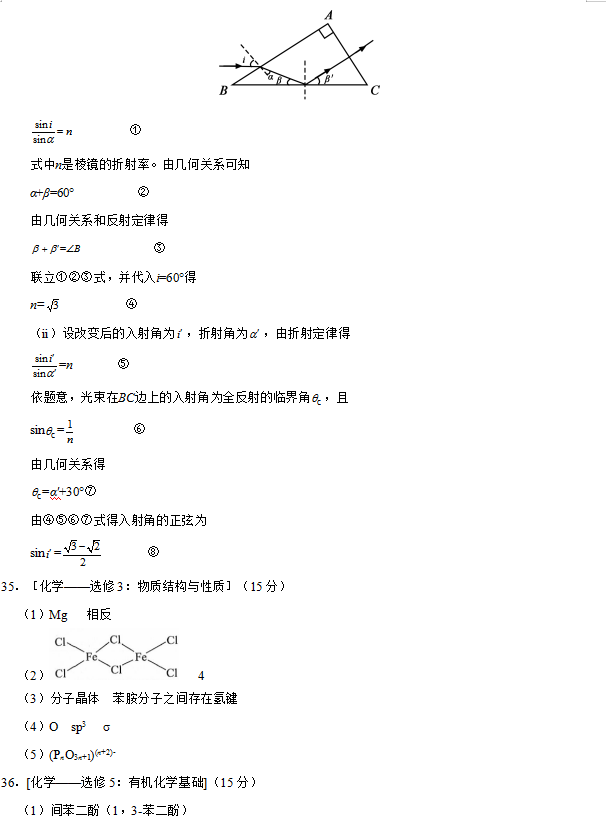 A
i
α
β
β′
B
C
sin i / sin α = n ①
式中n是棱镜的折射率。由几何关系可知
α+β=60° ②
由几何关系和反射定律得
β+β′=∠B ③
联立①②③式，并代入i=60°得
n=√3 ④
（ii）设改变后的入射角为i′，折射角为α′，由折射定律得
sin i′ / sin α′ =n ⑤
依题意，光束在BC边上的入射角为全反射的临界角θc，且
sinθc=1/n ⑥
由几何关系得
θc=α′+30°⑦
由④⑤⑥⑦式得入射角的正弦为
sini′=(√3−√2)/2 ⑧
35．［化学——选修3：物质结构与性质］（15分）
（1）Mg 相反
Cl Cl Cl
Fe Fe
（2）Cl Cl Cl 4
（3）分子晶体 苯胺分子之间存在氢键
（4）O sp³ σ
（5）(PₙO₃ₙ₊₁)⁽ⁿ⁺²⁾⁻
36．[化学——选修5：有机化学基础]（15分）
（1）间苯二酚（1，3-苯二酚）